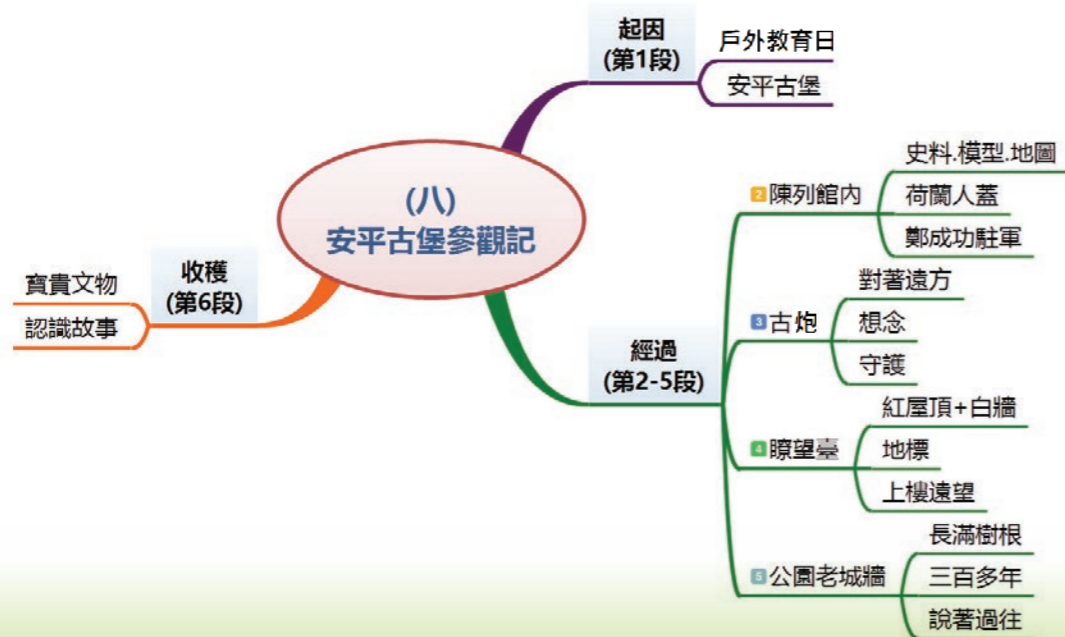 (八)
安平古堡參觀記
起因
(第1段)
戶外教育日
安平古堡
經過
(第2-5段)
2 陳列館內
史料.模型.地圖
荷蘭人蓋
鄭成功駐軍
3 古炮
對著遠方
想念
守護
4 瞭望臺
紅屋頂+白牆
地標
上樓遠望
5 公園老城牆
長滿樹根
三百多年
說著過往
收穫
(第6段)
寶貴文物
認識故事